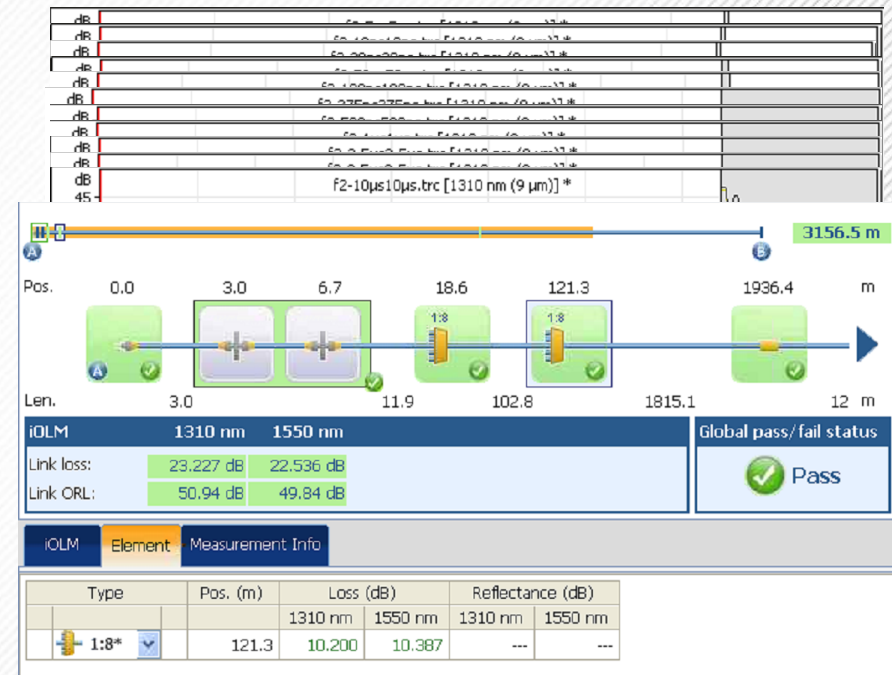 dB
dB
dB
dB
dB
dB
dB
dB
dB
dB
dB f2-10µs10µs.trc [1310 nm (9 µm)] *
45
A B 3156.5 m
Pos. 0.0 3.0 6.7 18.6 121.3 1936.4 m
1:8 1:8
A
Len. 3.0 11.9 102.8 1815.1 12 m
iOLM 1310 nm 1550 nm Global pass/fail status
Link loss: 23.227 dB 22.536 dB
Pass
Link ORL: 50.94 dB 49.84 dB
iOLM Element Measurement Info
Type Pos. (m) Loss (dB) Reflectance (dB)
1310 nm 1550 nm 1310 nm 1550 nm
1:8* 121.3 10.200 10.387 --- ---